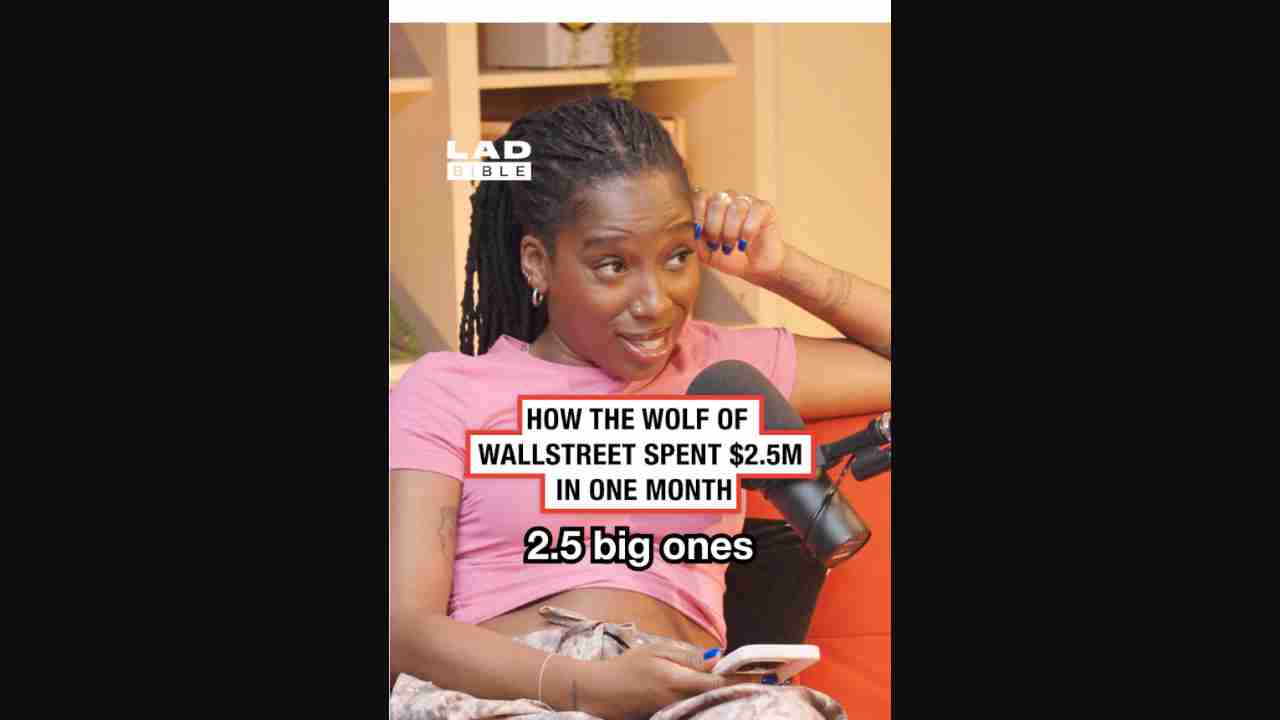 LAD
BIBLE
HOW THE WOLF OF
WALLSTREET SPENT $2.5M
IN ONE MONTH
2.5 big ones